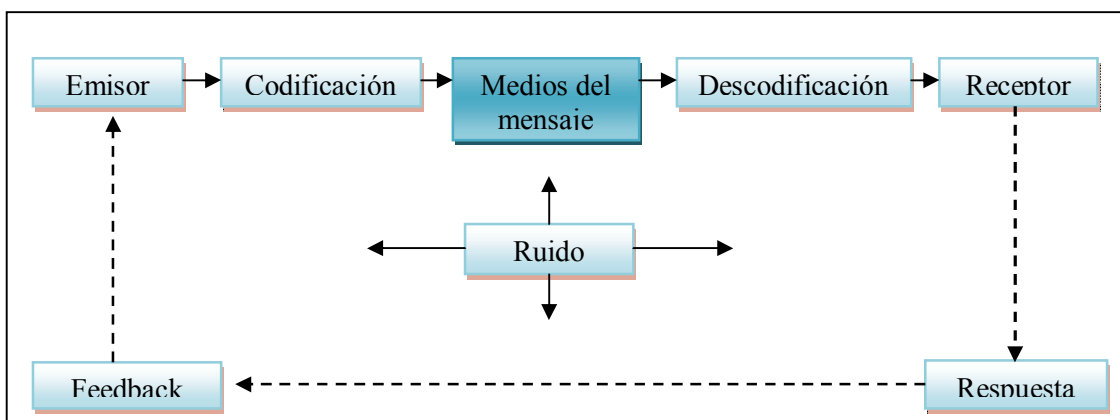 Emisor
Codificación
Medios del
mensaje
Descodificación
Receptor
Ruido
Feedback
Respuesta